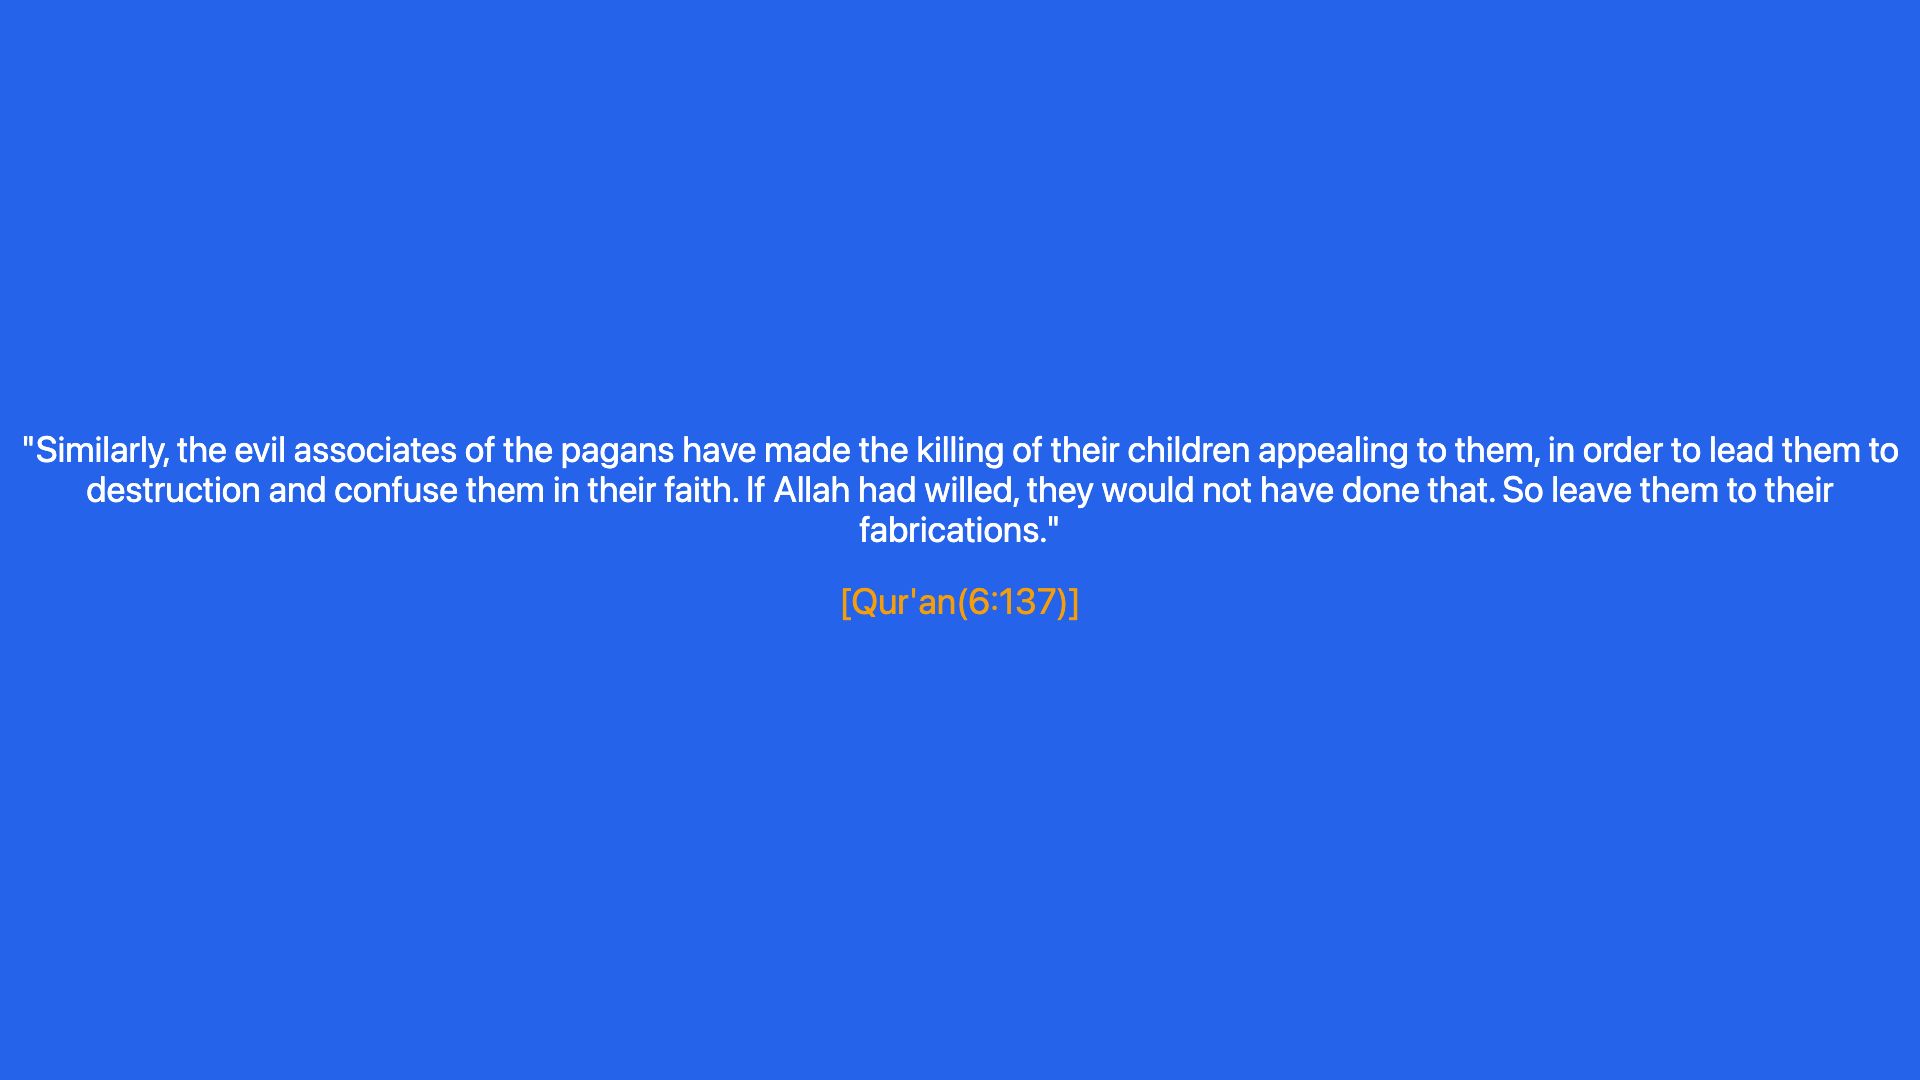 "Similarly, the evil associates of the pagans have made the killing of their children appealing to them, in order to lead them to
destruction and confuse them in their faith. If Allah had willed, they would not have done that. So leave them to their
fabrications."
[Qur'an(6:137)]